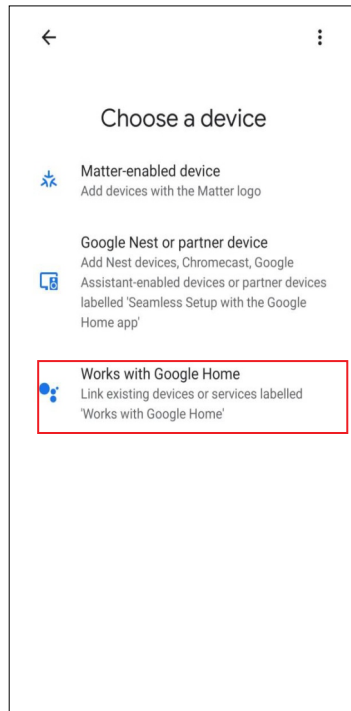 Choose a device
Matter-enabled device
Add devices with the Matter logo
Google Nest or partner device
Add Nest devices, Chromecast, Google
Assistant-enabled devices or partner devices
labelled 'Seamless Setup with the Google
Home app'
Works with Google Home
Link existing devices or services labelled
'Works with Google Home'